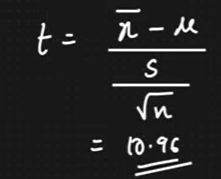 t = (x̄ - μ) / (s / √n)
= 10.96